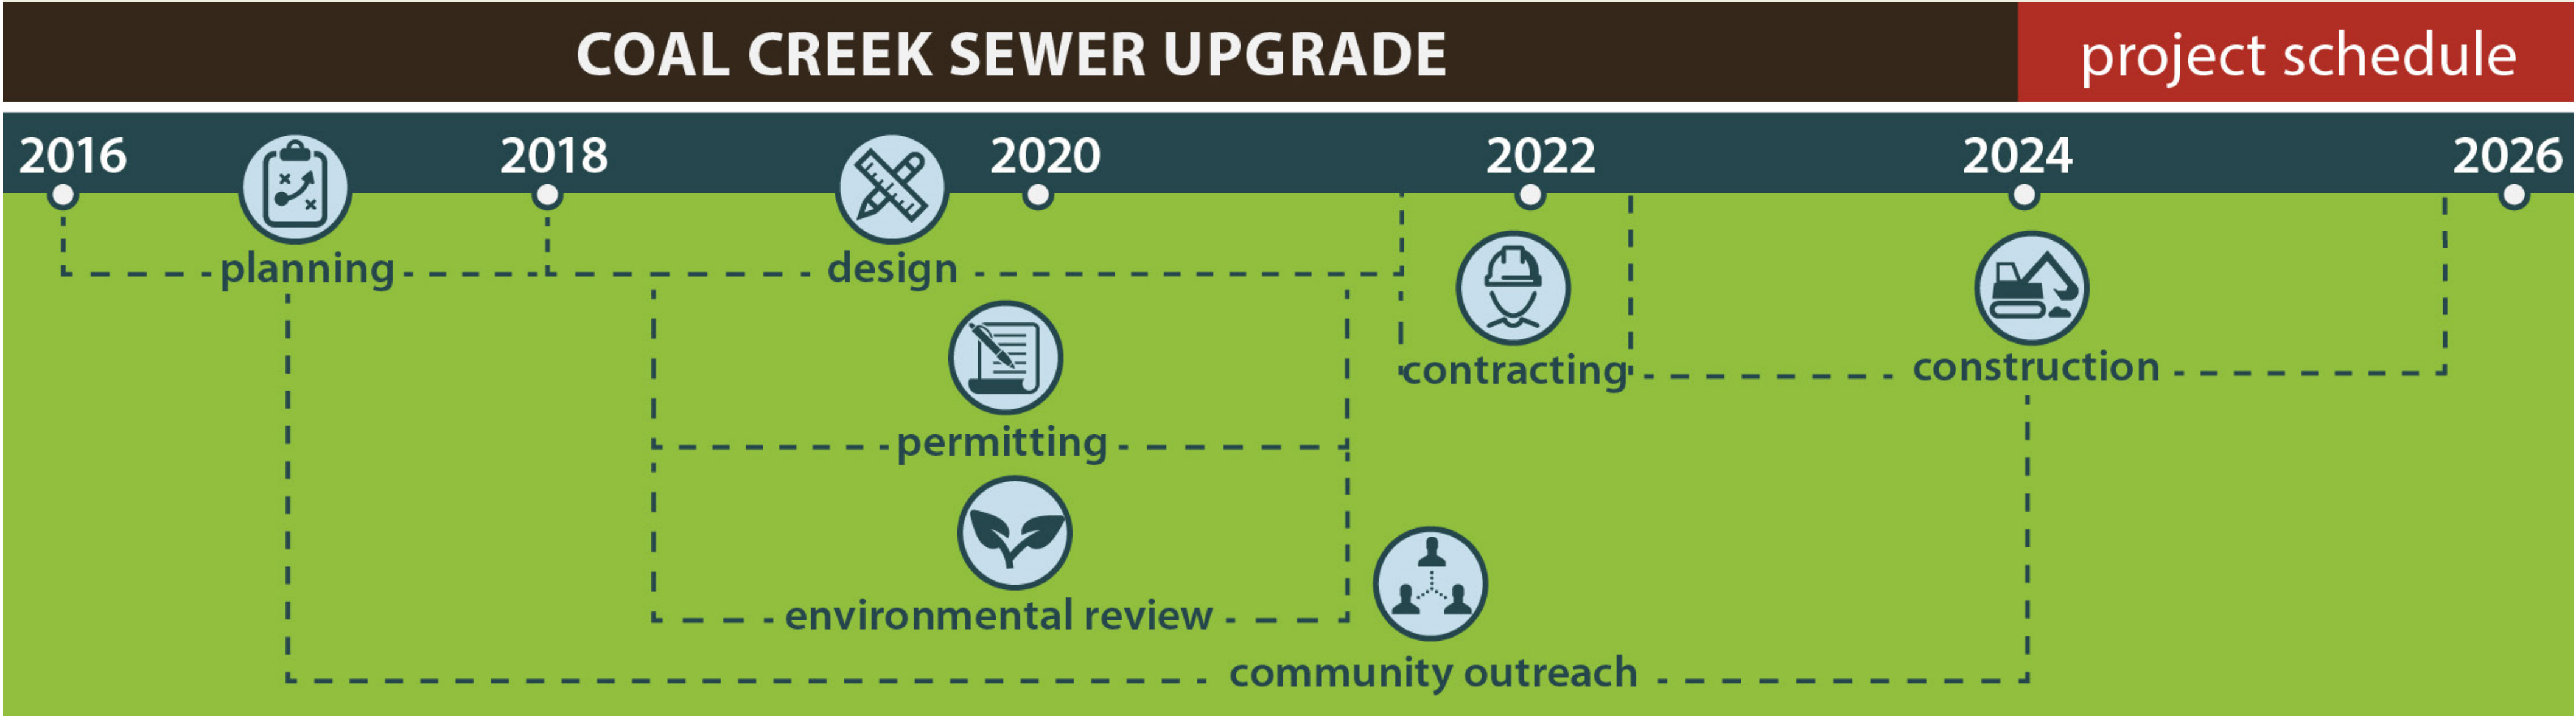 COAL CREEK SEWER UPGRADE
project schedule
2016 2018 2020 2022 2024 2026
planning design
contracting construction
permitting
environmental review
community outreach